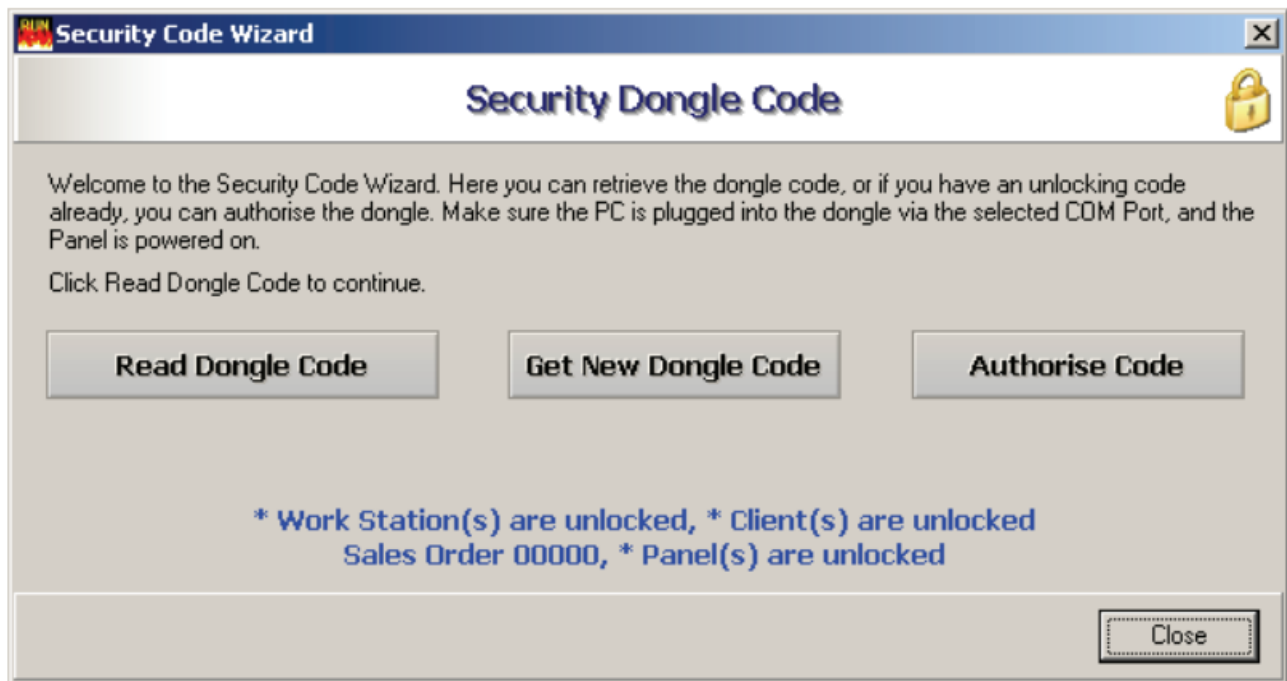 RUN
Security Code Wizard
Security Dongle Code
Welcome to the Security Code Wizard. Here you can retrieve the dongle code, or if you have an unlocking code
already, you can authorise the dongle. Make sure the PC is plugged into the dongle via the selected COM Port, and the
Panel is powered on.
Click Read Dongle Code to continue.
Read Dongle Code
Get New Dongle Code
Authorise Code
* Work Station(s) are unlocked, * Client(s) are unlocked
Sales Order 00000, * Panel(s) are unlocked
Close